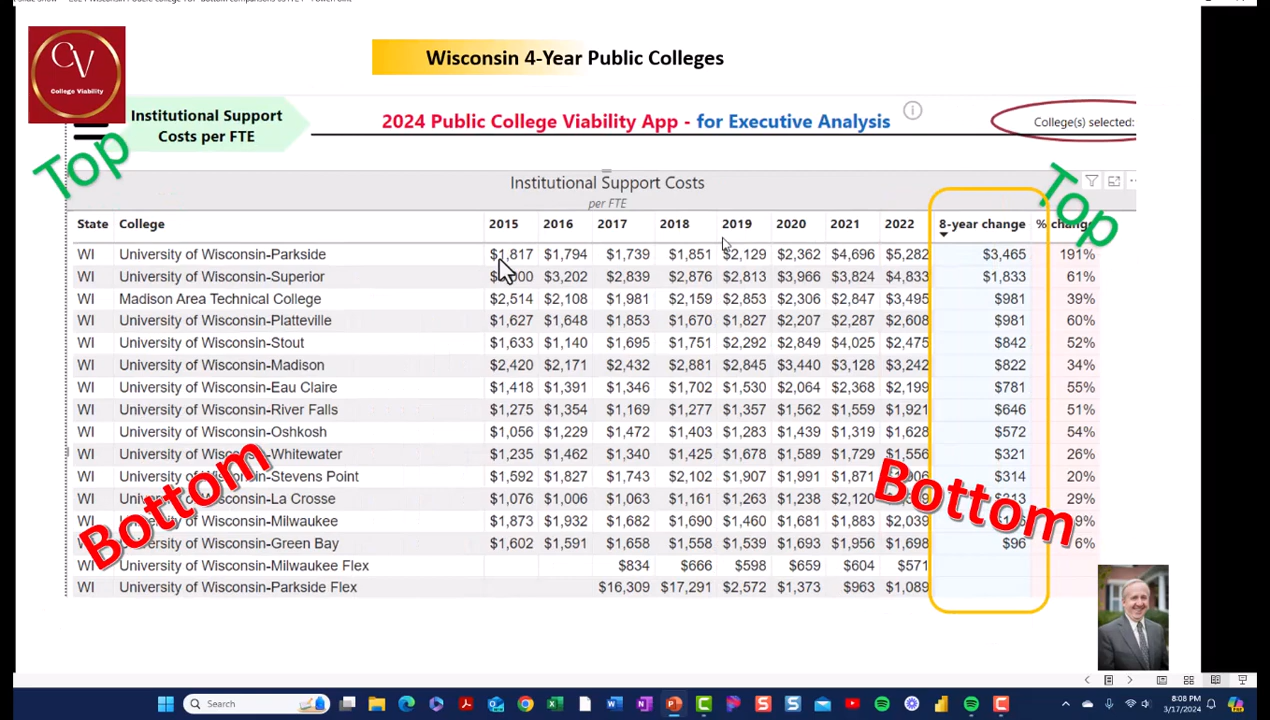 Wisconsin 4-Year Public Colleges
CV
College Viability
Institutional Support
Costs per FTE
2024 Public College Viability App - for Executive Analysis
College(s) selected:
Top
Top
Institutional Support Costs
per FTE
State College 2015 2016 2017 2018 2019 2020 2021 2022 8-year change % change
WI University of Wisconsin-Parkside $1,817 $1,794 $1,739 $1,851 $2,129 $2,362 $4,696 $5,282 $3,465 191%
WI University of Wisconsin-Superior $3,202 $2,839 $2,876 $2,813 $3,966 $3,824 $4,833 $1,833 61%
WI Madison Area Technical College $2,514 $2,108 $1,981 $2,159 $2,853 $2,306 $2,847 $3,495 $981 39%
WI University of Wisconsin-Platteville $1,627 $1,648 $1,853 $1,670 $1,827 $2,207 $2,287 $2,608 $981 60%
WI University of Wisconsin-Stout $1,633 $1,140 $1,695 $1,751 $2,292 $2,849 $4,025 $2,475 $842 52%
WI University of Wisconsin-Madison $2,420 $2,171 $2,432 $2,881 $2,845 $3,440 $3,128 $3,242 $822 34%
WI University of Wisconsin-Eau Claire $1,418 $1,391 $1,346 $1,702 $1,530 $2,064 $2,368 $2,199 $781 55%
WI University of Wisconsin-River Falls $1,275 $1,354 $1,169 $1,277 $1,357 $1,562 $1,559 $1,921 $646 51%
WI University of Wisconsin-Oshkosh $1,056 $1,229 $1,472 $1,403 $1,283 $1,439 $1,319 $1,628 $572 54%
WI University of Wisconsin-Whitewater $1,235 $1,462 $1,340 $1,425 $1,678 $1,589 $1,729 $1,556 $321 26%
WI University of Wisconsin-Stevens Point $1,592 $1,827 $1,743 $2,102 $1,907 $1,991 $1,871 $314 20%
WI University of Wisconsin-La Crosse $1,076 $1,006 $1,063 $1,161 $1,263 $1,238 $2,120 29%
WI University of Wisconsin-Milwaukee $1,873 $1,932 $1,682 $1,690 $1,460 $1,681 $1,883 $2,039
WI University of Wisconsin-Green Bay $1,602 $1,591 $1,658 $1,558 $1,539 $1,630 $1,956 $1,698 $96 6%
WI University of Wisconsin-Milwaukee Flex $834 $666 $598 $659 $604 $571
WI University of Wisconsin-Parkside Flex $16,309 $17,291 $2,572 $1,373 $963 $1,089
Bottom
Bottom
Search
8:08 PM
3/17/2024